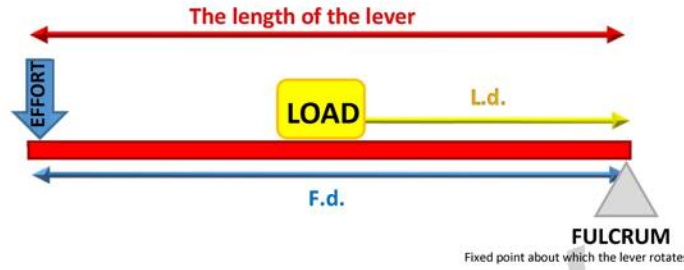 The length of the lever
EFFORT
LOAD
L.d.
F.d.
FULCRUM
Fixed point about which the lever rotates